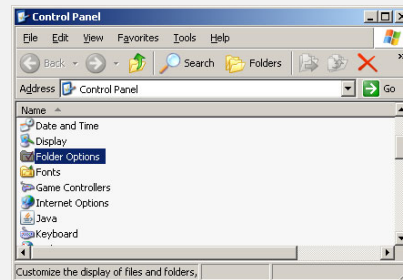 Control Panel
File Edit View Favorites Tools Help
Back Search Folders »
Address Control Panel Go
Name
Date and Time
Display
Folder Options
Fonts
Game Controllers
Internet Options
Java
Keyboard
Customize the display of files and folders,